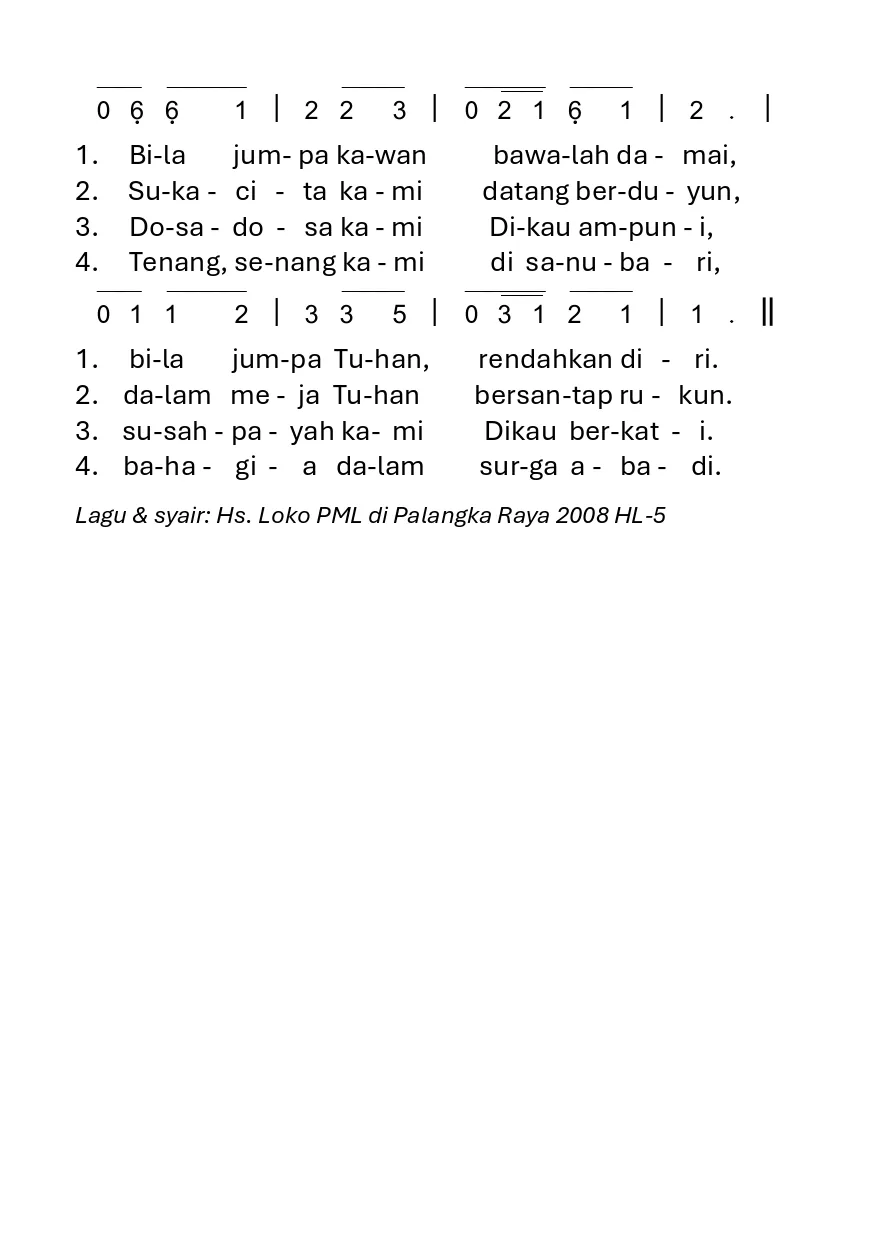 0 6̣ 6̣ 1 | 2 2 3 | 0 2 1 6̣ 1 | 2 . |
1. Bi-la jum- pa ka-wan bawa-lah da - mai,
2. Su-ka - ci - ta ka - mi datang ber-du - yun,
3. Do-sa - do - sa ka - mi Di-kau am-pun - i,
4. Tenang, se-nang ka - mi di sa-nu - ba - ri,
0 1 1 2 | 3 3 5 | 0 3 1 2 1 | 1 . ‖
1. bi-la jum-pa Tu-han, rendahkan di - ri.
2. da-lam me - ja Tu-han bersan-tap ru - kun.
3. su-sah - pa - yah ka- mi Dikau ber-kat - i.
4. ba-ha - gi - a da-lam sur-ga a - ba - di.
Lagu & syair: Hs. Loko PML di Palangka Raya 2008 HL-5